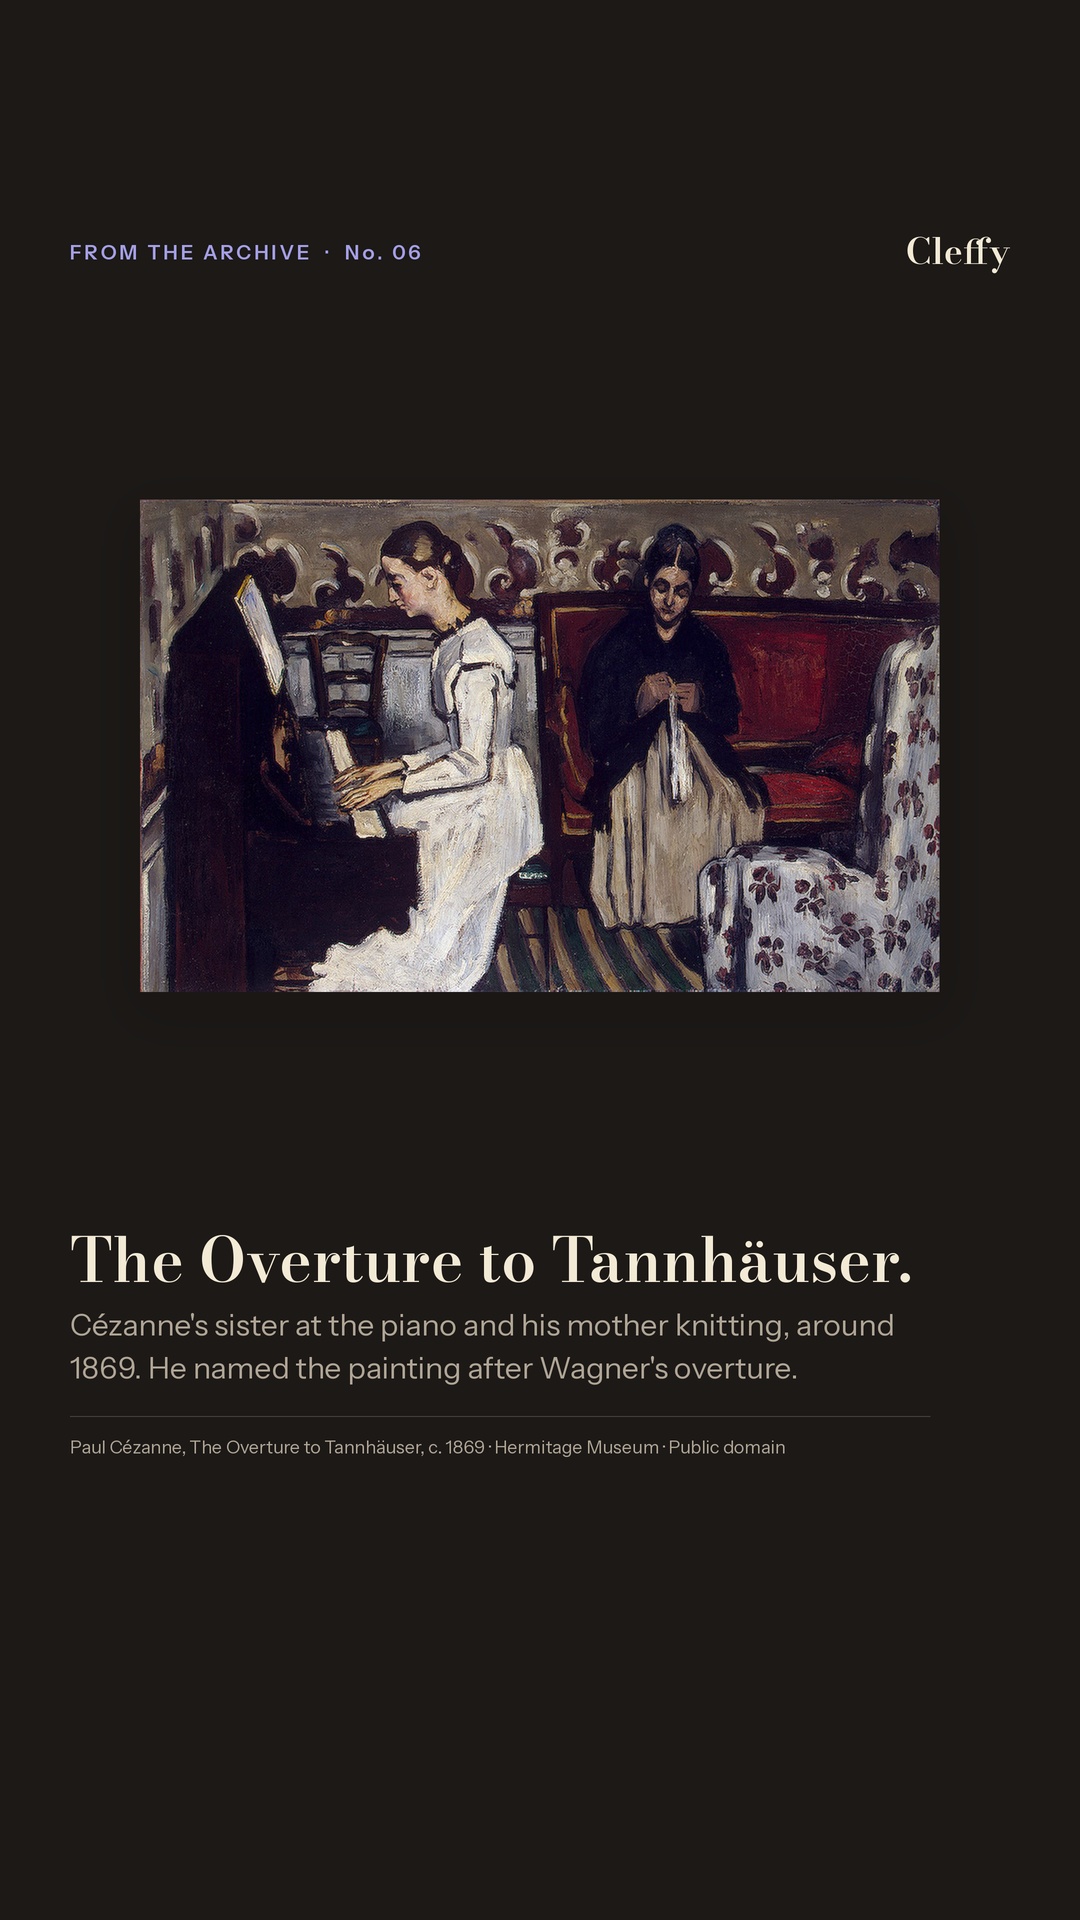 FROM THE ARCHIVE · No. 06
Cleffy
The Overture to Tannhäuser.
Cézanne's sister at the piano and his mother knitting, around
1869. He named the painting after Wagner's overture.
Paul Cézanne, The Overture to Tannhäuser, c. 1869 · Hermitage Museum · Public domain